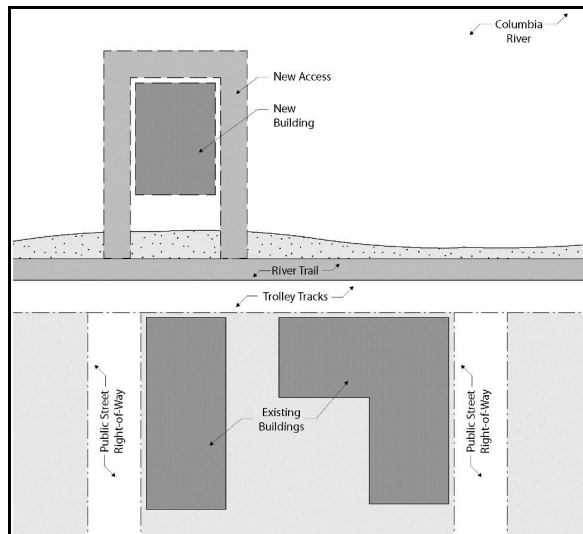 Columbia
River
New Access
New
Building
River Trail
Trolley Tracks
Public Street
Right-of-Way
Existing
Buildings
Public Street
Right-of-Way